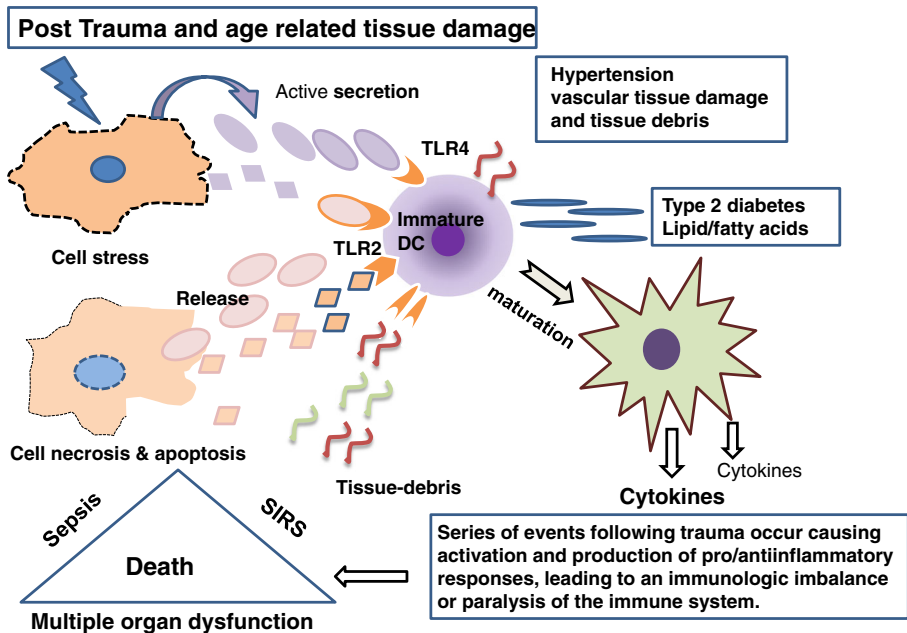 Post Trauma and age related tissue damage
Active secretion
Hypertension
vascular tissue damage
and tissue debris
TLR4
Immature
DC
TLR2
Type 2 diabetes
Lipid/fatty acids
Cell stress
Release
maturation
Cell necrosis & apoptosis
Tissue-debris
Cytokines
Cytokines
Sepsis
SIRS
Death
Multiple organ dysfunction
Series of events following trauma occur causing
activation and production of pro/antiinflammatory
responses, leading to an immunologic imbalance
or paralysis of the immune system.